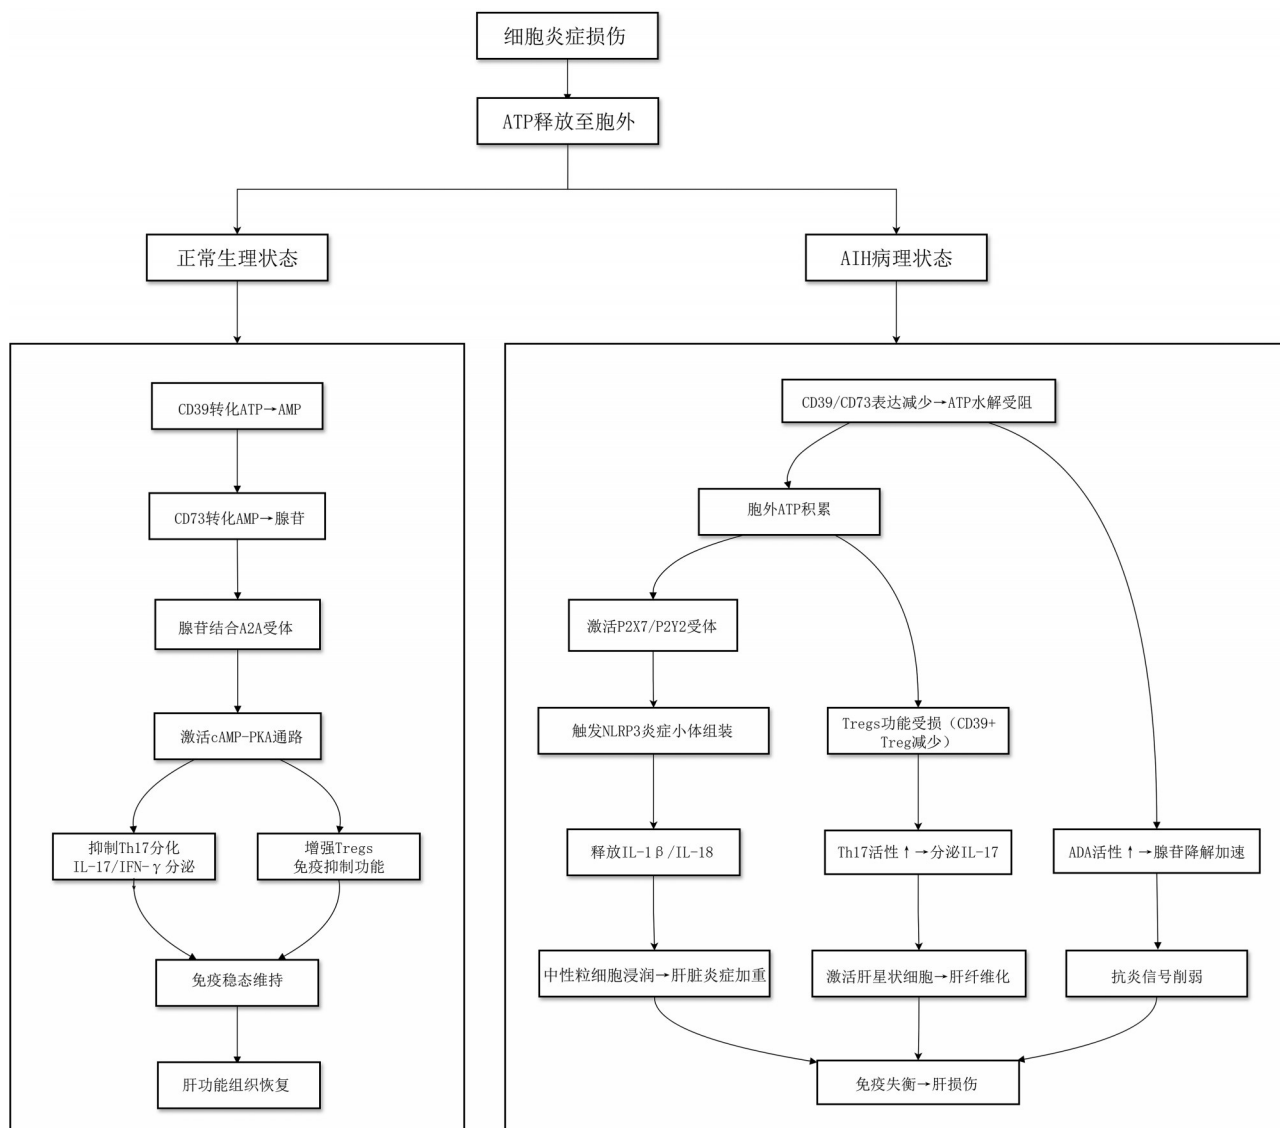 细胞炎症损伤
ATP释放至胞外
正常生理状态
CD39转化ATP→AMP
CD73转化AMP→腺苷
腺苷结合A2A受体
激活cAMP-PKA通路
抑制Th17分化
IL-17/IFN-γ分泌
增强Tregs
免疫抑制功能
免疫稳态维持
肝功能组织恢复
AIH病理状态
CD39/CD73表达减少→ATP水解受阻
胞外ATP积累
激活P2X7/P2Y2受体
触发NLRP3炎症小体组装
释放IL-1β/IL-18
中性粒细胞浸润→肝脏炎症加重
Tregs功能受损（CD39+
Treg减少）
Th17活性↑→分泌IL-17
激活肝星状细胞→肝纤维化
ADA活性↑→腺苷降解加速
抗炎信号削弱
免疫失衡→肝损伤